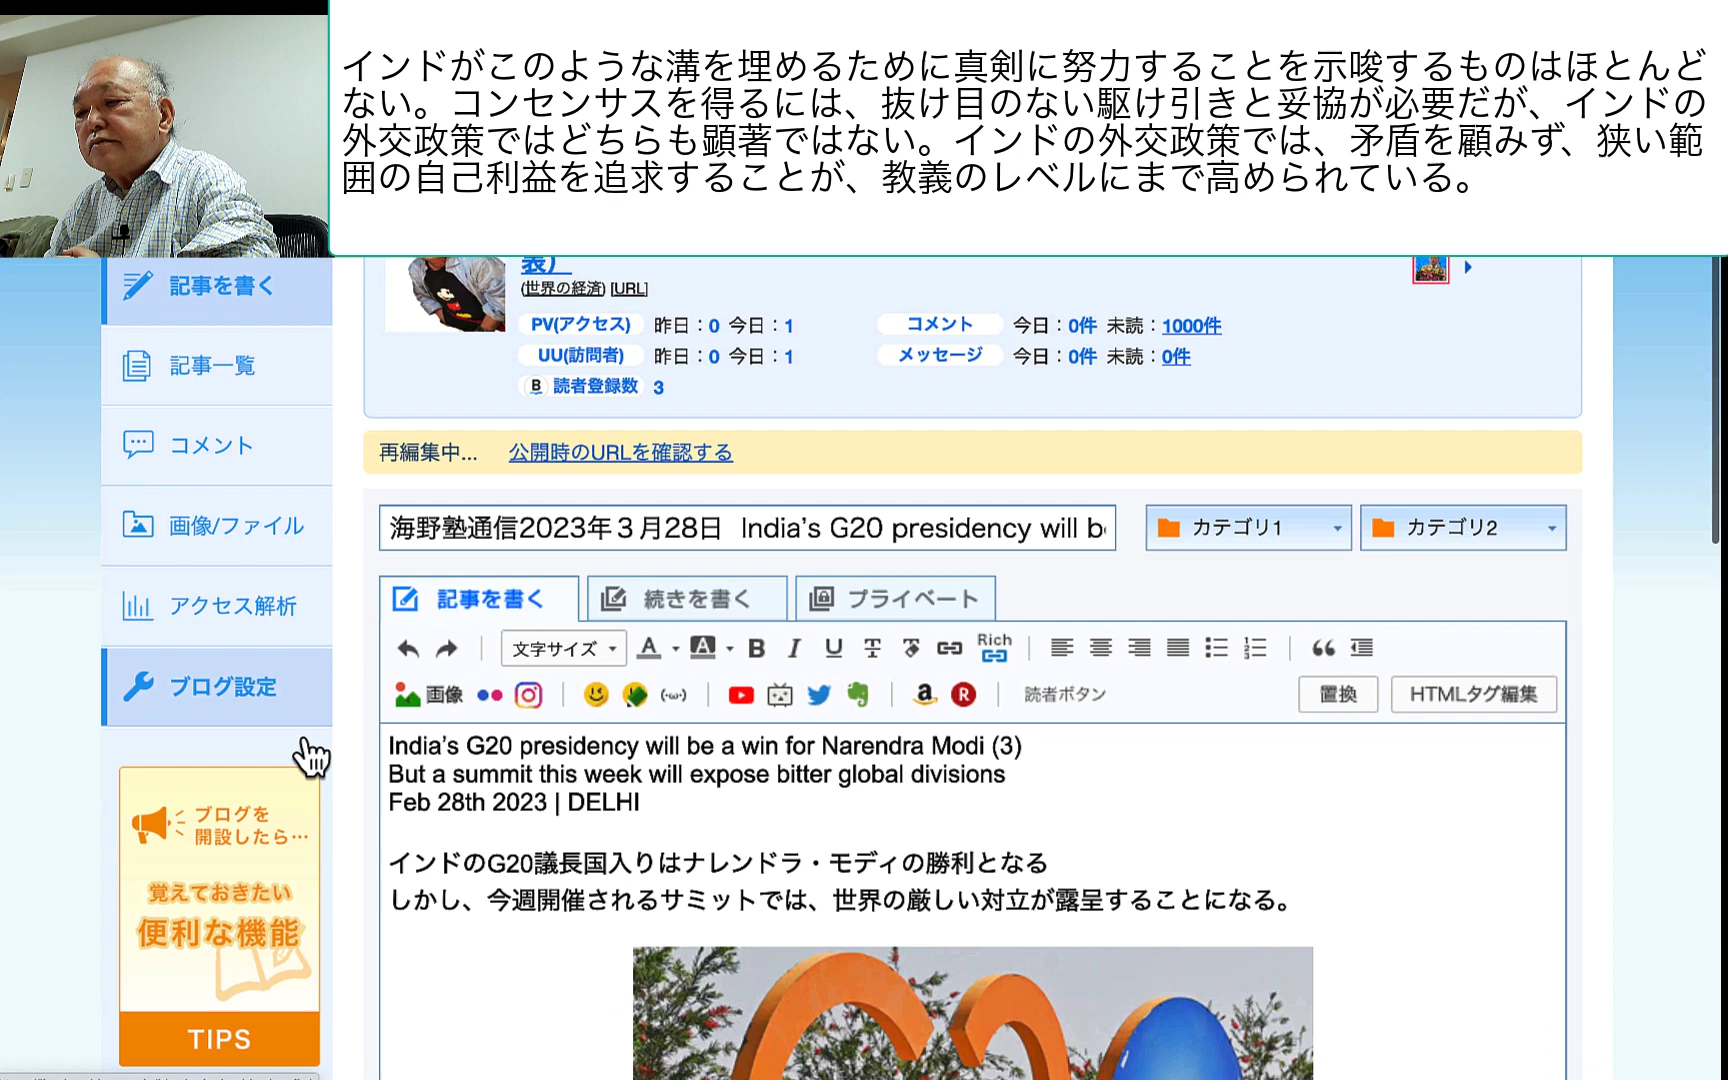 インドがこのような溝を埋めるために真剣に努力することを示唆するものはほとんど
ない。コンセンサスを得るには、抜け目のない駆け引きと妥協が必要だが、インドの
外交政策ではどちらも顕著ではない。インドの外交政策では、矛盾を顧みず、狭い範
囲の自己利益を追求することが、教義のレベルにまで高められている。
記事を書く
記事一覧
コメント
画像/ファイル
アクセス解析
ブログ設定
ブログを
開設したら…
覚えておきたい
便利な機能
TIPS
表）
(世界の経済) [URL]
PV(アクセス) 昨日：0 今日：1 コメント 今日：0件 未読：1000件
UU(訪問者) 昨日：0 今日：1 メッセージ 今日：0件 未読：0件
B 読者登録数 3
再編集中... 公開時のURLを確認する
海野塾通信2023年３月28日 India’s G20 presidency will b
カテゴリ1 カテゴリ2
記事を書く 続きを書く プライベート
文字サイズ A A B I U T Rich
画像 読者ボタン 置換 HTMLタグ編集
India’s G20 presidency will be a win for Narendra Modi (3)
But a summit this week will expose bitter global divisions
Feb 28th 2023 | DELHI
インドのG20議長国入りはナレンドラ・モディの勝利となる
しかし、今週開催されるサミットでは、世界の厳しい対立が露呈することになる。